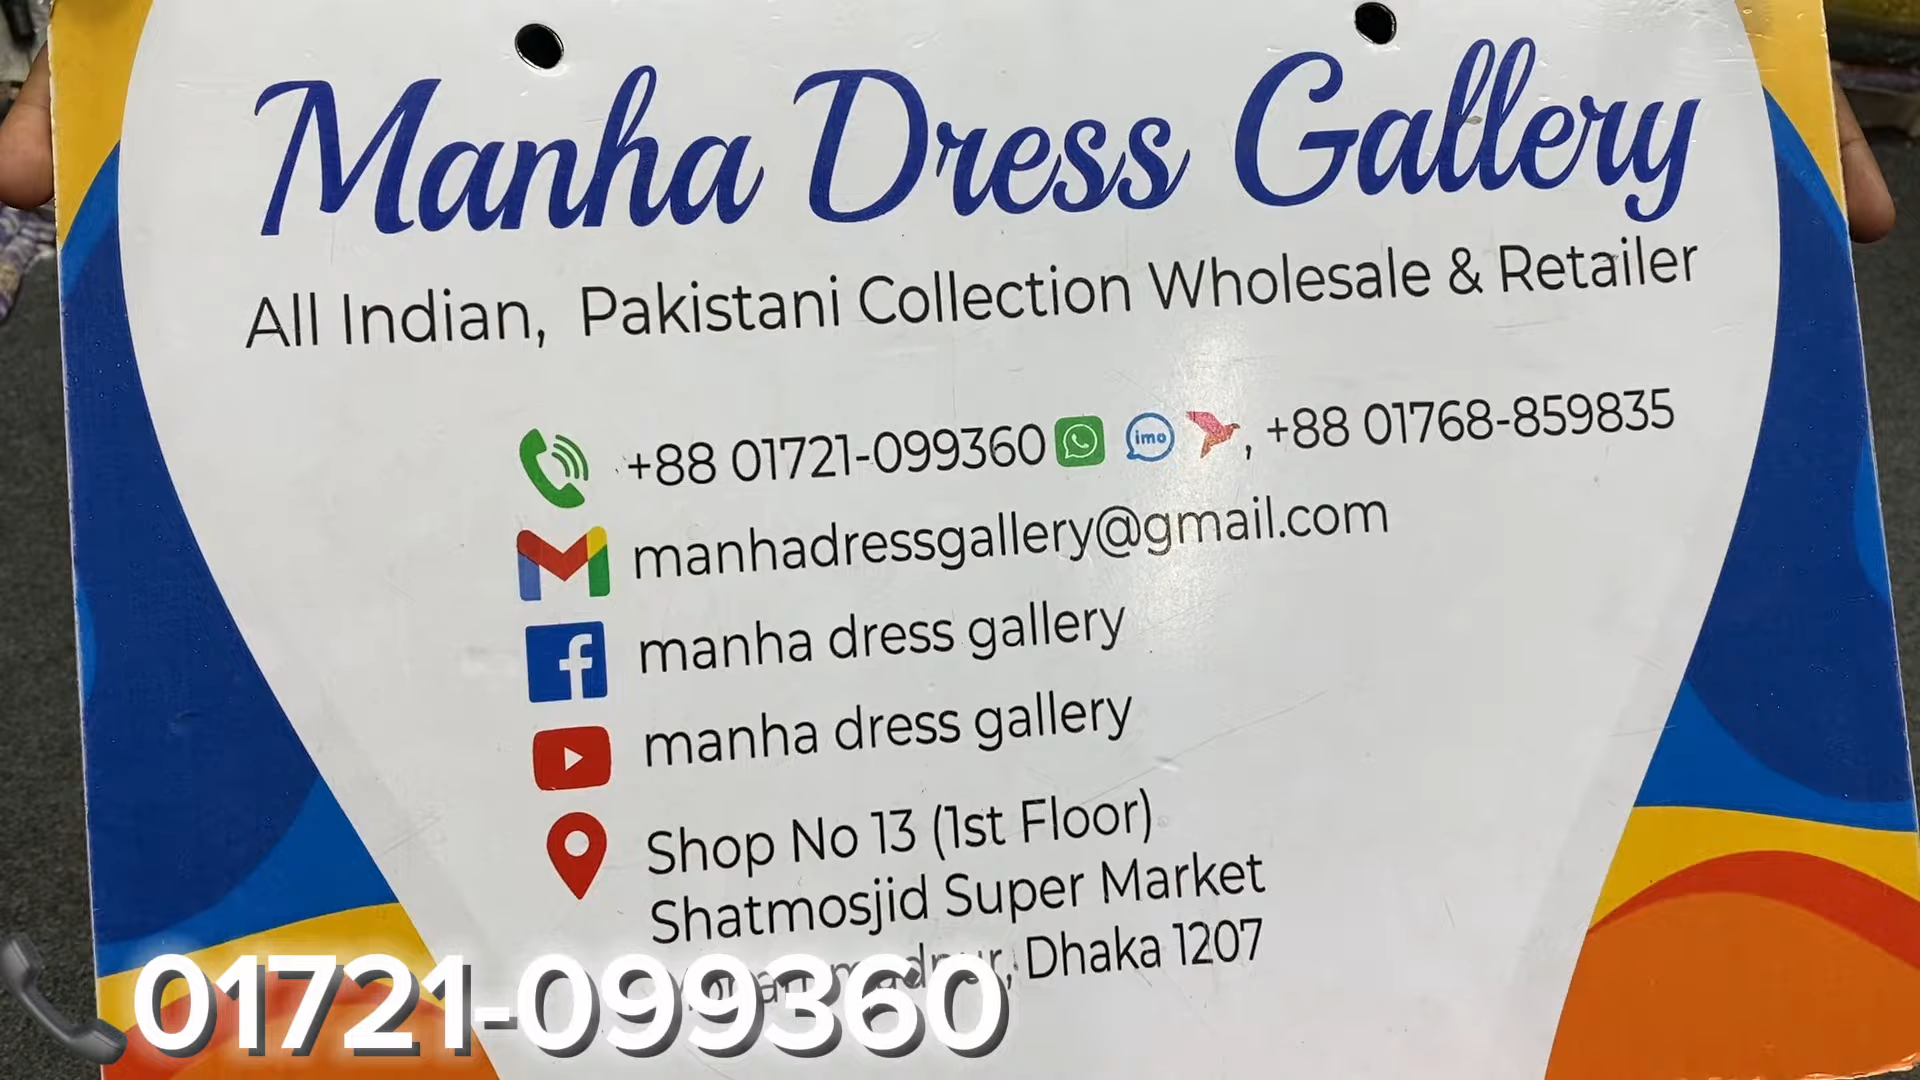 Manha Dress Gallery
All Indian, Pakistani Collection Wholesale & Retailer
+88 01721-099360 imo , +88 01768-859835
manhadressgallery@gmail.com
manha dress gallery
manha dress gallery
Shop No 13 (1st Floor)
Shatmosjid Super Market
Dhaka 1207
01721-099360